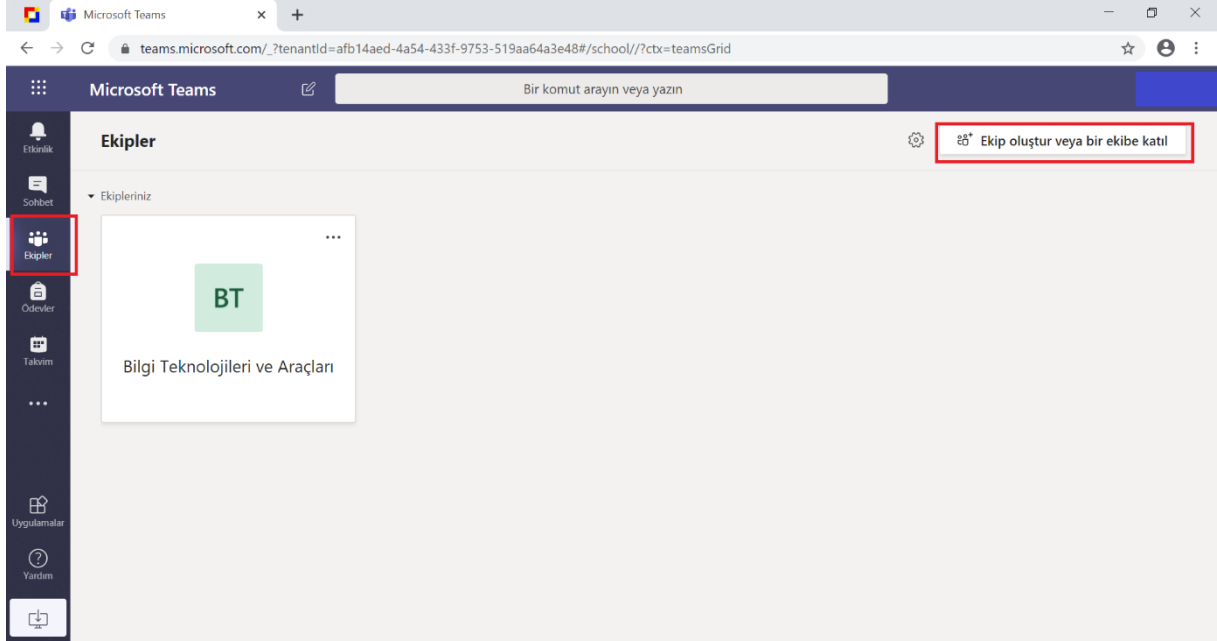 Microsoft Teams
teams.microsoft.com/_?tenantId=afb14aed-4a54-433f-9753-519aa64a3e48#/school//?ctx=teamsGrid
Microsoft Teams
Bir komut arayın veya yazın
Etkinlik
Ekipler
Ekip oluştur veya bir ekibe katıl
Sohbet
Ekipleriniz
Ekipler
Ödevler
BT
Takvim
Bilgi Teknolojileri ve Araçları
Uygulamalar
Yardım